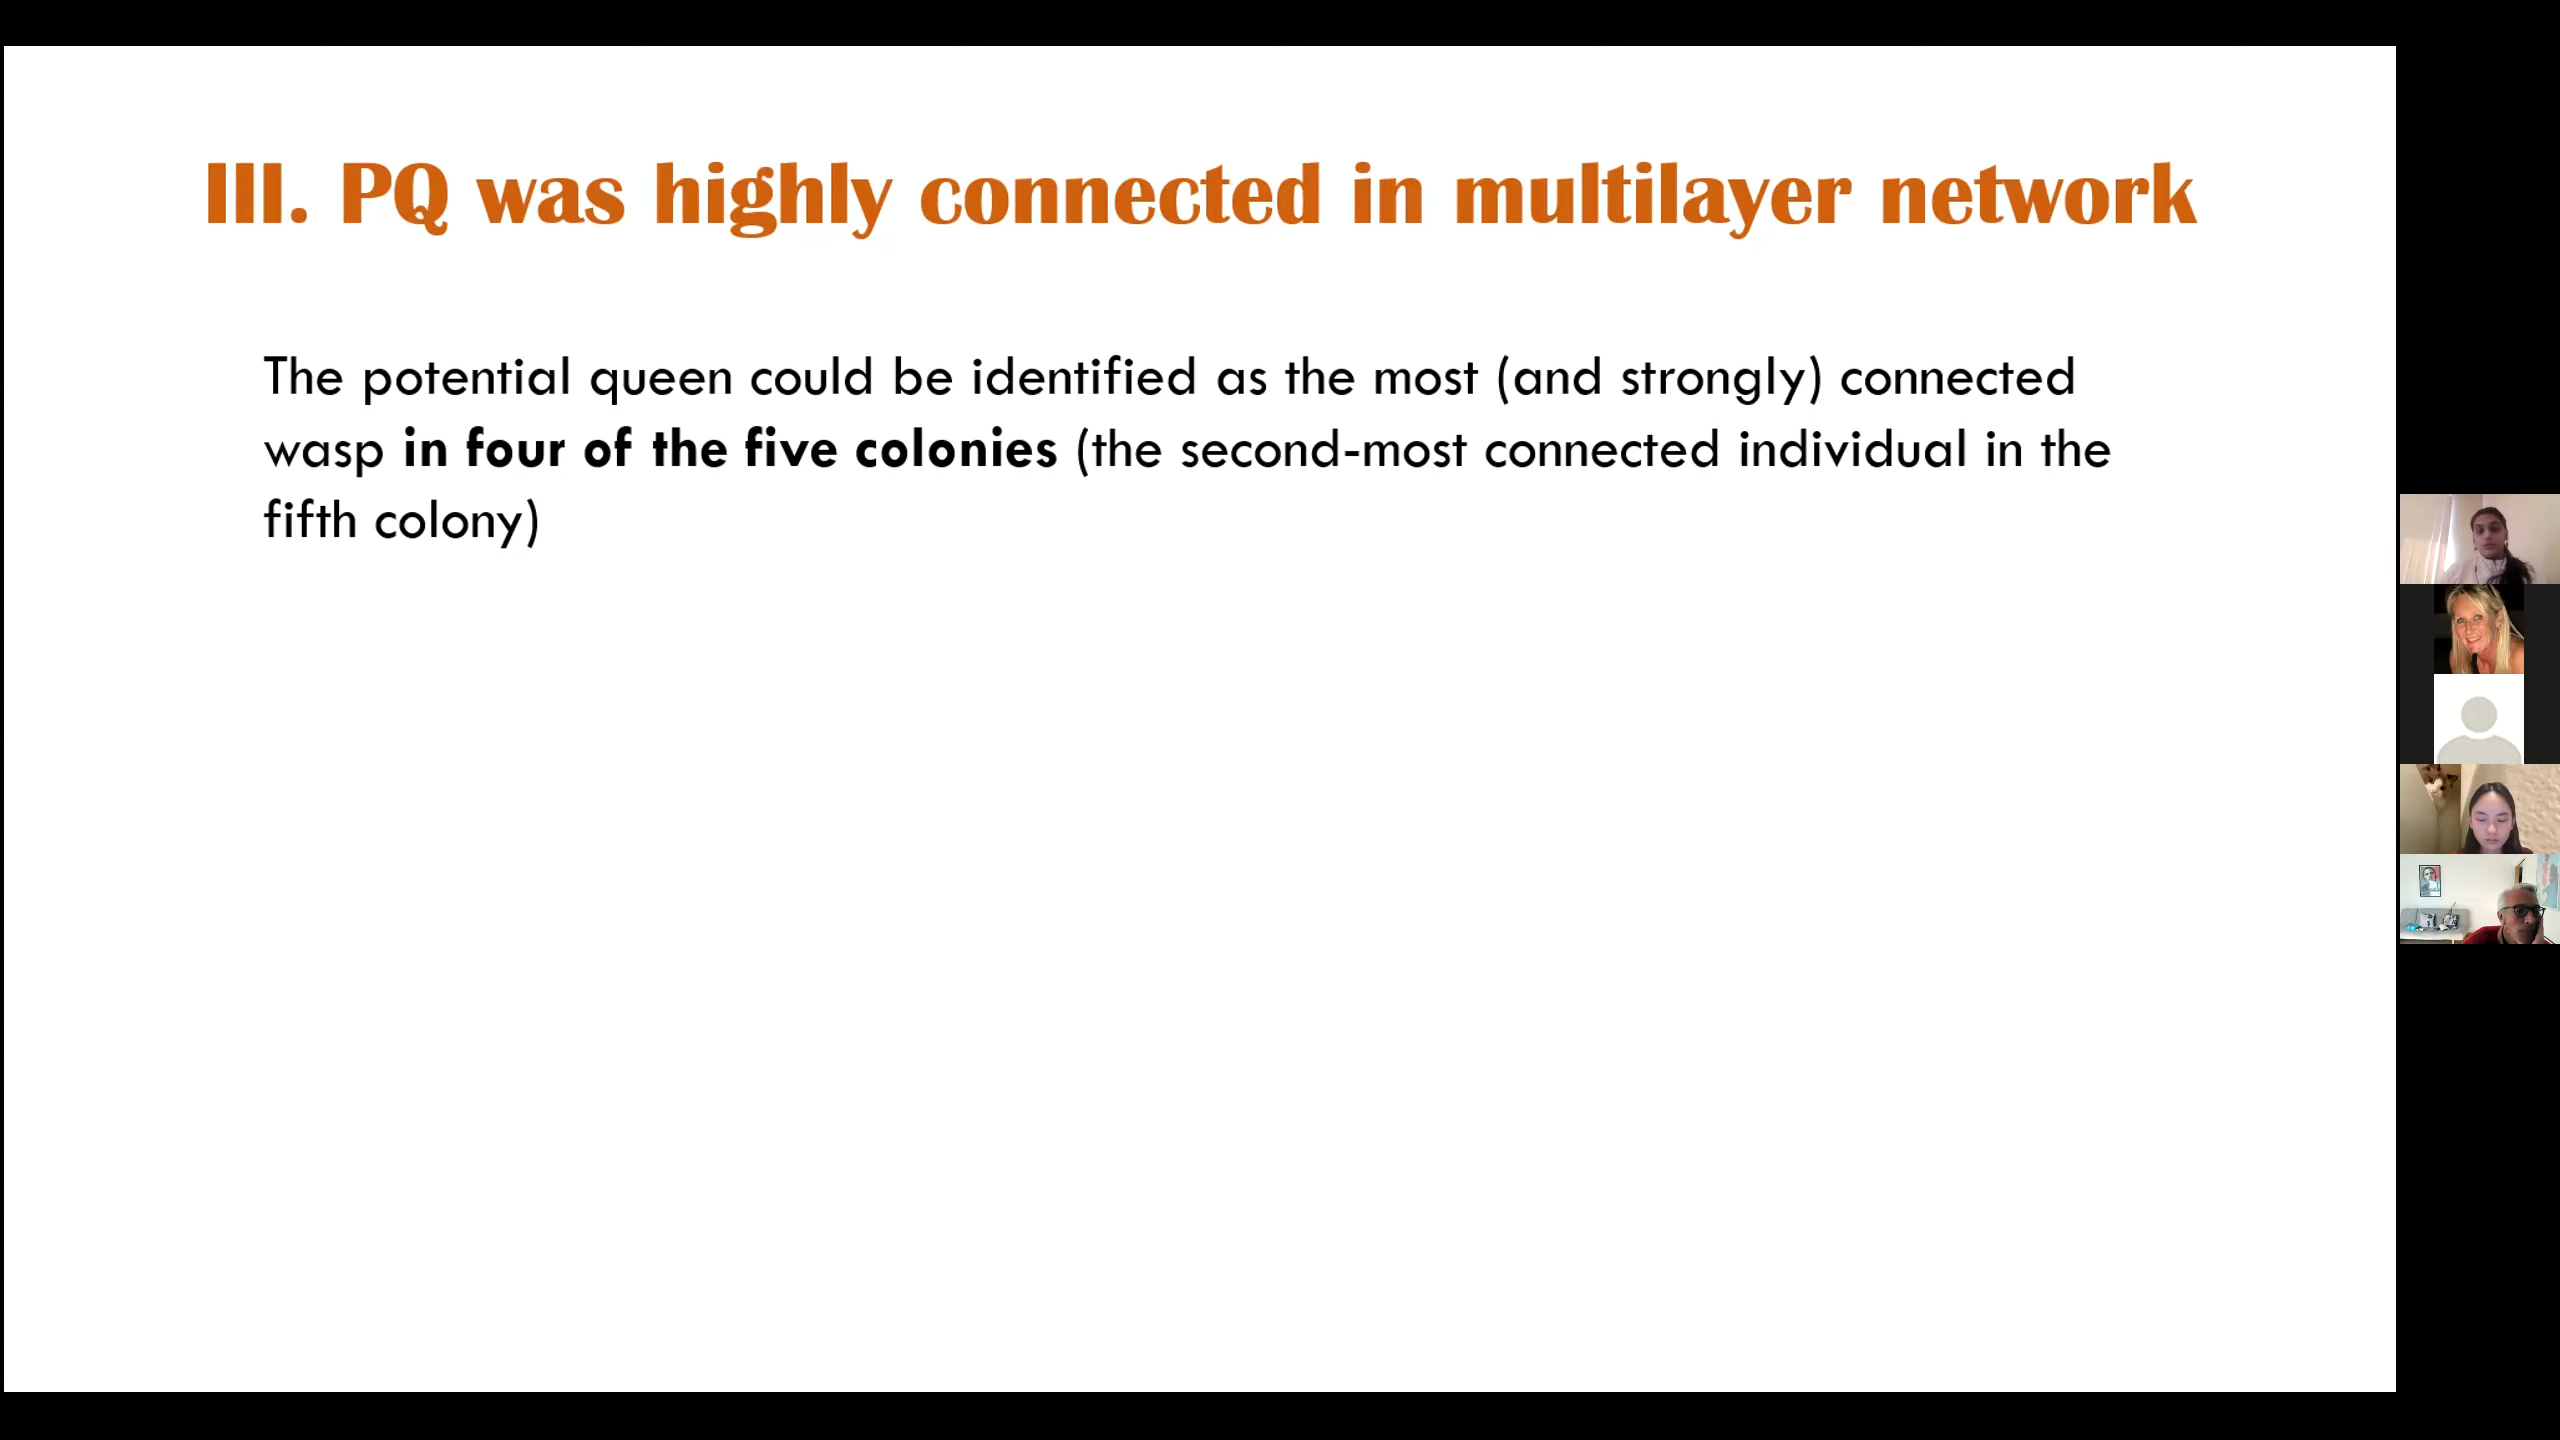 III. PQ was highly connected in multilayer network
The potential queen could be identified as the most (and strongly) connected
wasp in four of the five colonies (the second-most connected individual in the
fifth colony)